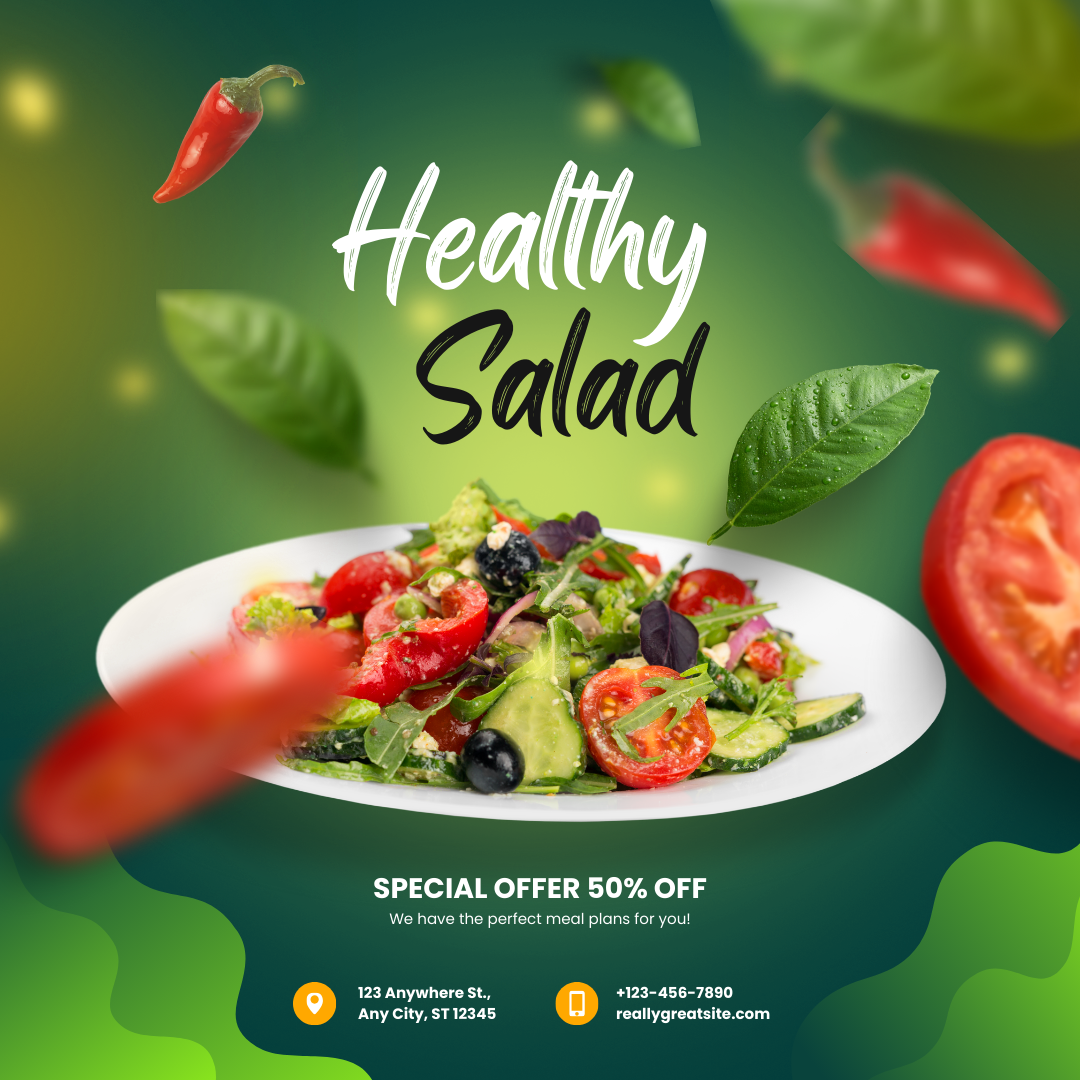 Healthy
Salad
SPECIAL OFFER 50% OFF
We have the perfect meal plans for you!
123 Anywhere St.,
Any City, ST 12345
+123-456-7890
reallygreatsite.com